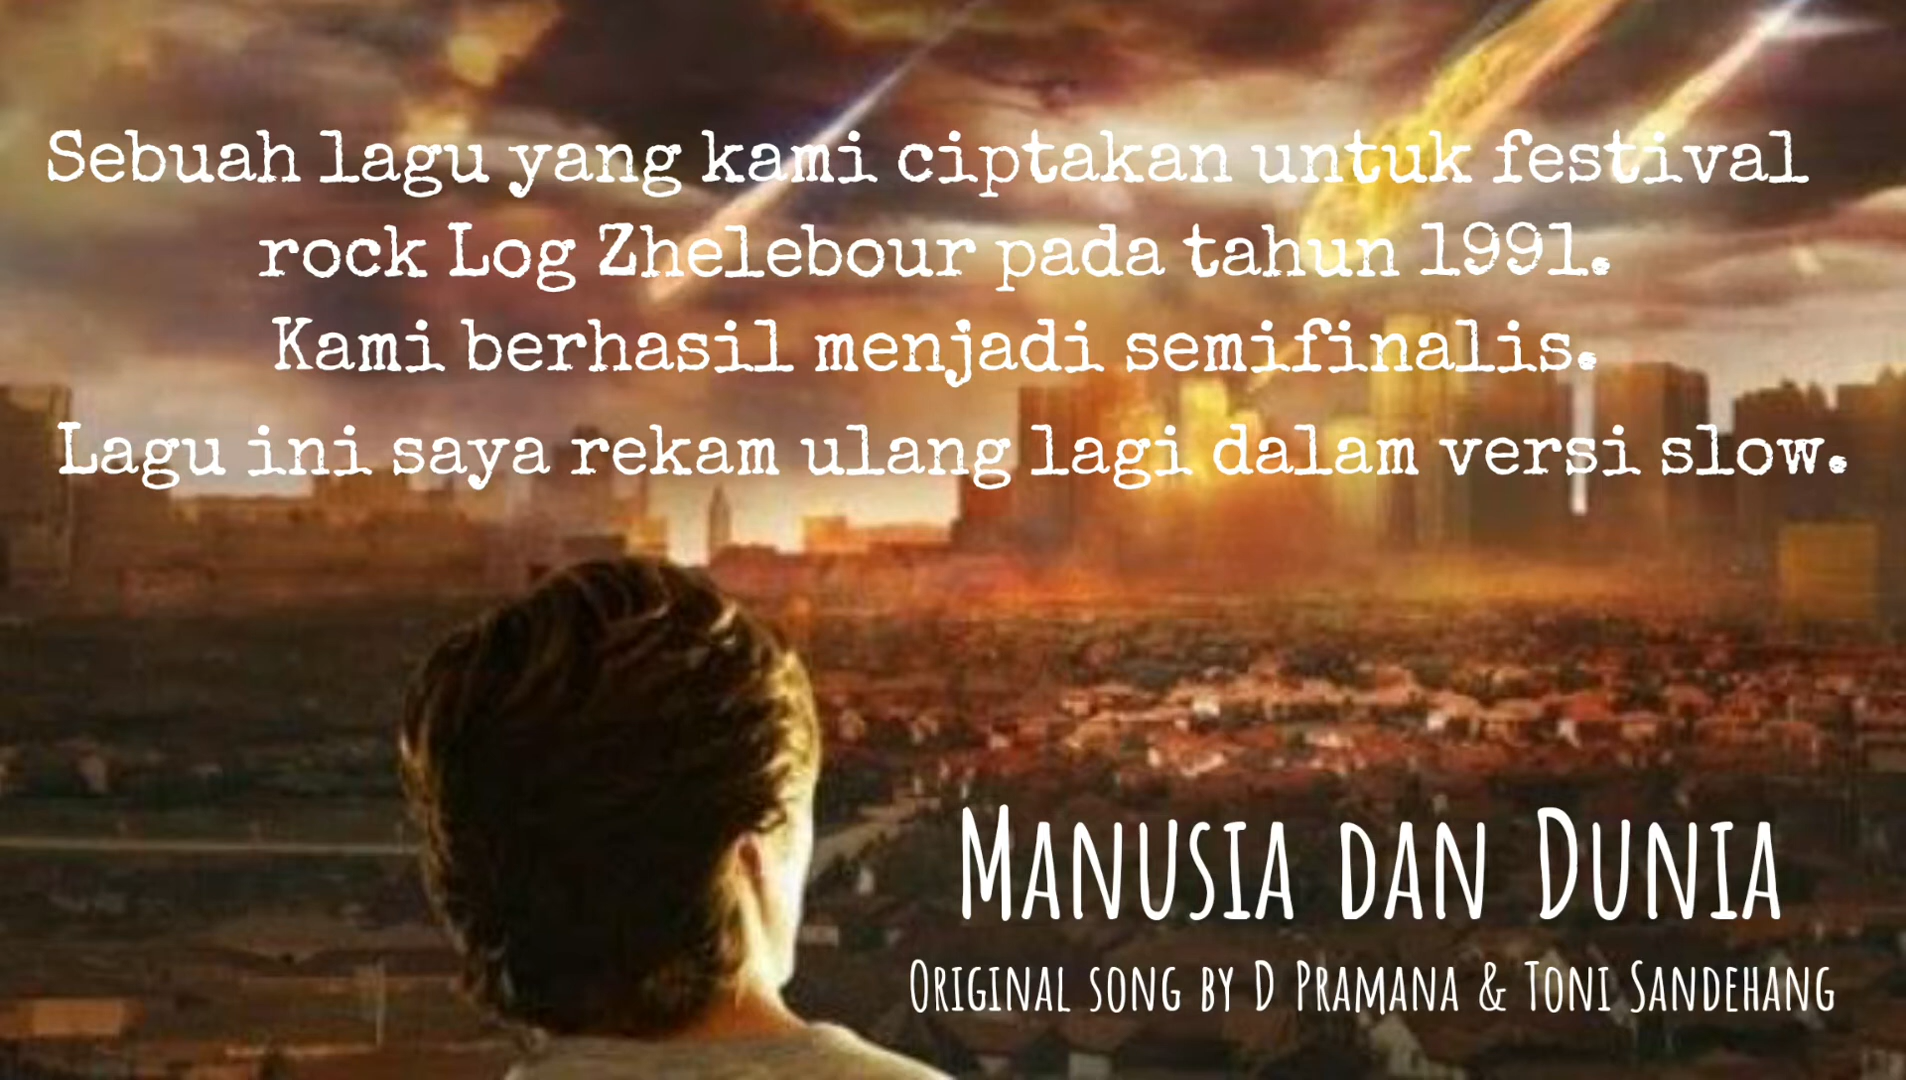 Sebuah lagu yang kami ciptakan untuk festival
rock Log Zhelebour pada tahun 1991.
Kami berhasil menjadi semifinalis.
Lagu ini saya rekam ulang lagi dalam versi slow.
Manusia dan Dunia
Original song by D Pramana & Toni Sandehang